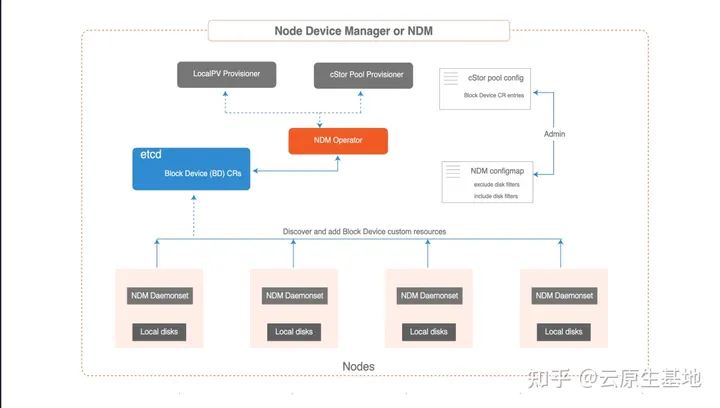 Node Device Manager or NDM
LocalPV Provisioner
cStor Pool Provisioner
cStor pool config
Block Device CR entries
NDM Operator
Admin
etcd
Block Device (BD) CRs
NDM configmap
exclude disk filters
include disk filters
Discover and add Block Device custom resources
NDM Daemonset
NDM Daemonset
NDM Daemonset
NDM Daemonset
Local disks
Local disks
Local disks
Local disks
Nodes
知乎 @云原生基地